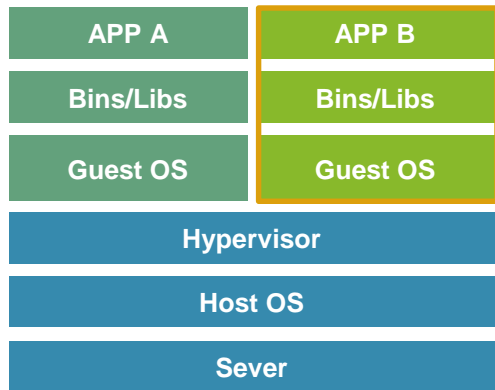 APP A
APP B
Bins/Libs
Bins/Libs
Guest OS
Guest OS
Hypervisor
Host OS
Sever